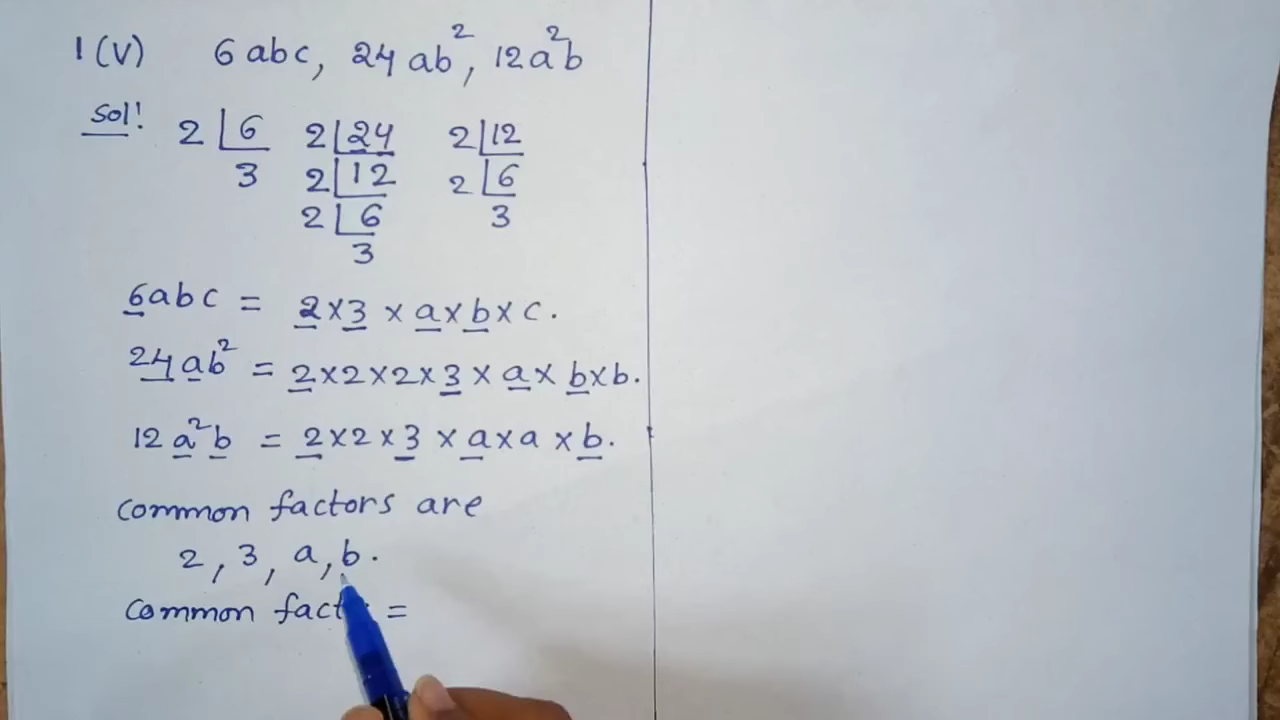 1(v) 6abc, 24ab², 12a²b
Sol!
2 6 2 24 2 12
3 2 12 2 6
2 6 3
3
6abc = 2×3×a×b×c.
24ab² = 2×2×2×3×a×b×b.
12a²b = 2×2×3×a×a×b.
Common factors are
2, 3, a, b.
Common =